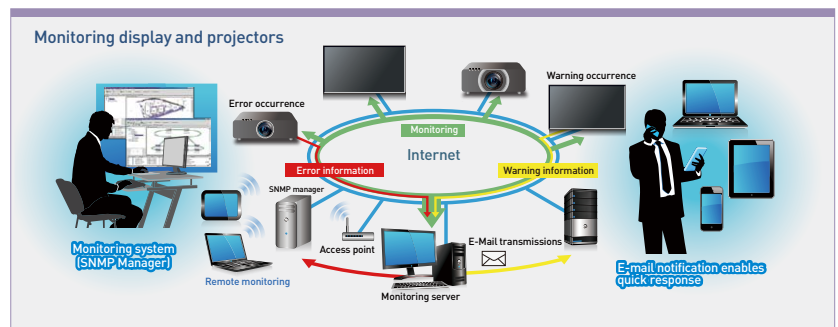 Monitoring display and projectors
Warning occurrence
Error occurrence
Monitoring
Internet
Error information
Warning information
SNMP manager
Access point
E-Mail transmissions
Monitoring system
(SNMP Manager)
Remote monitoring
Monitoring server
E-mail notification enables
quick response